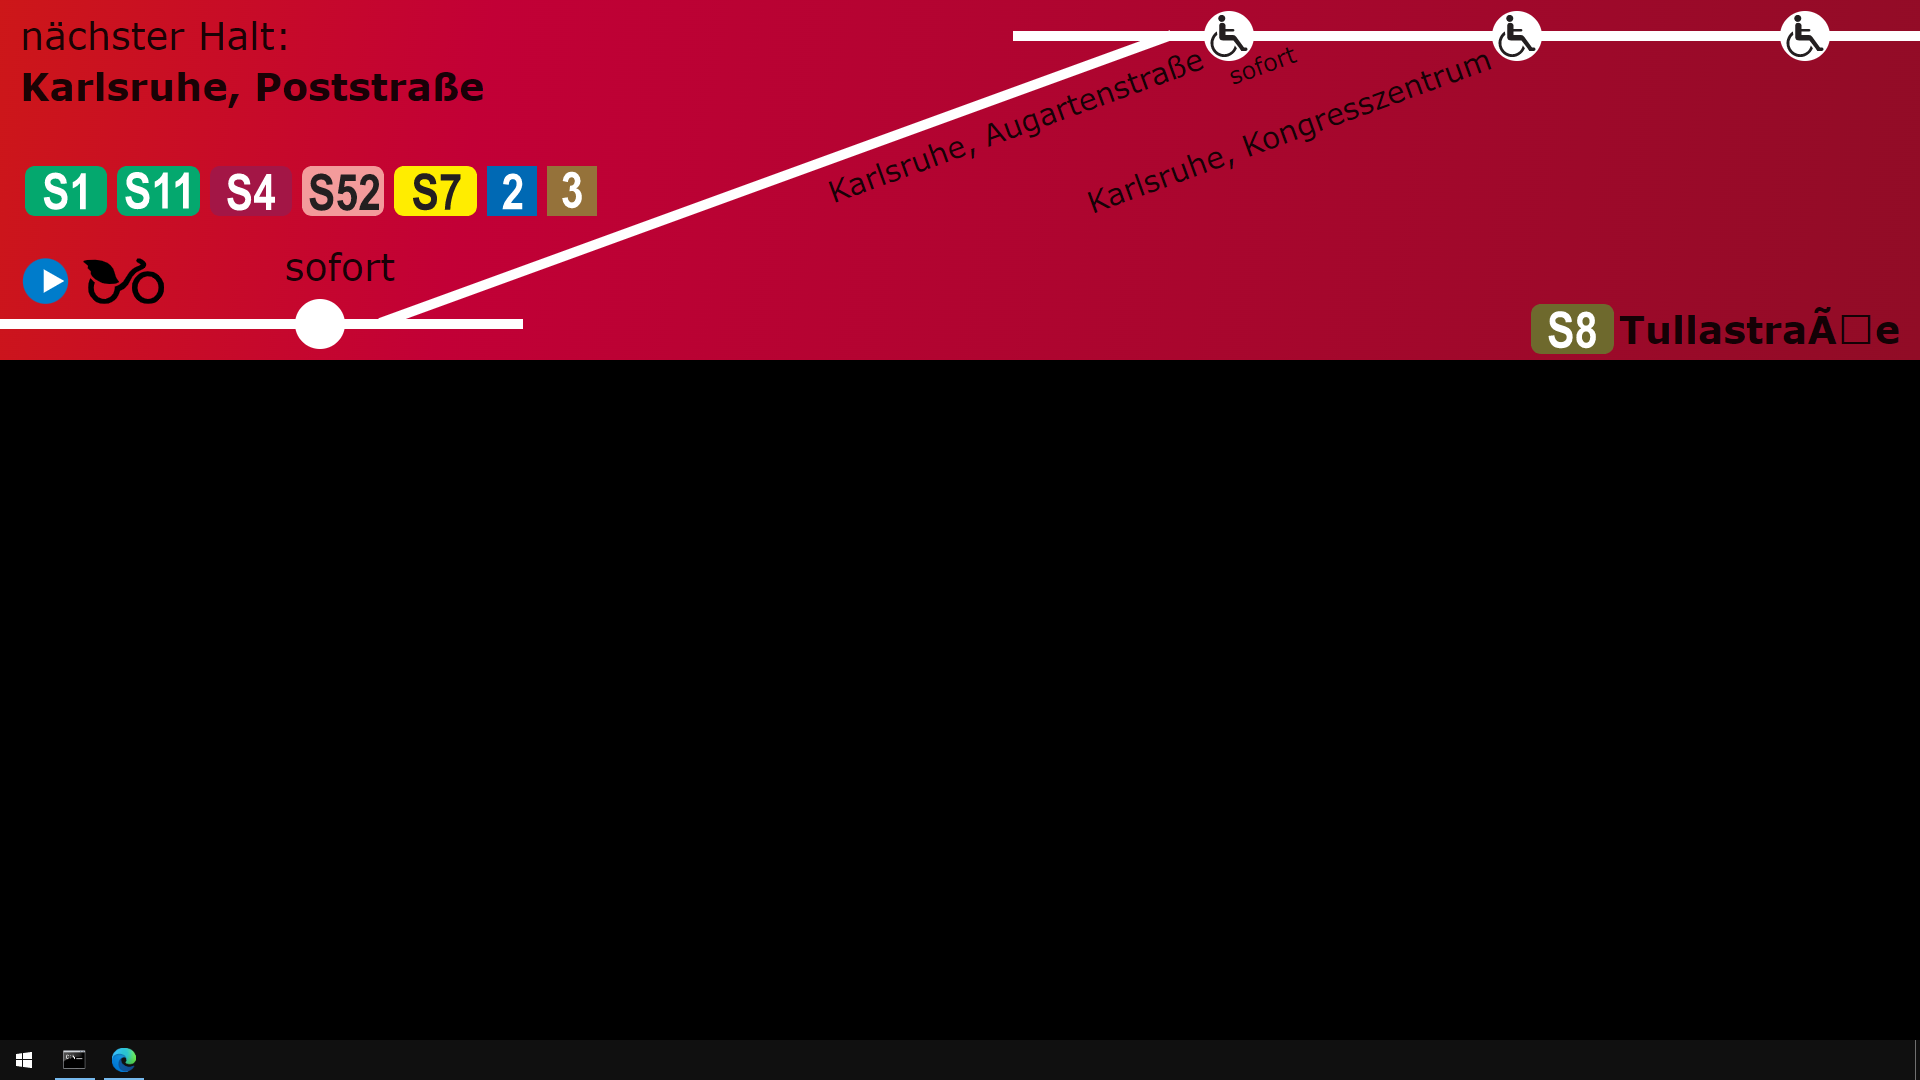 nächster Halt:
Karlsruhe, Poststraße
S1 S11 S4 S52 S7 2 3
sofort
Karlsruhe, Augartenstraße
sofort
Karlsruhe, Kongresszentrum
S8 TullastraÃ□e